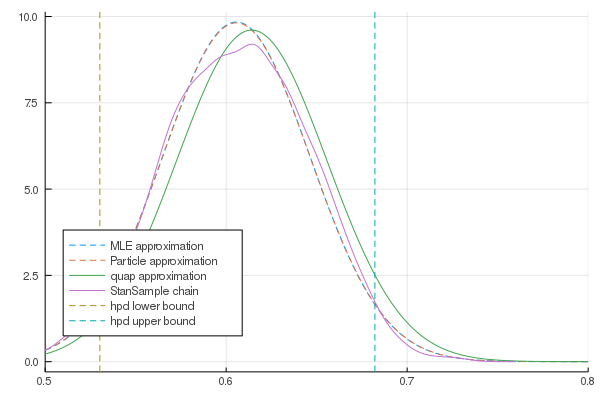 10.0
7.5
5.0
2.5
0.0
MLE approximation
Particle approximation
quap approximation
StanSample chain
hpd lower bound
hpd upper bound
0.5 0.6 0.7 0.8